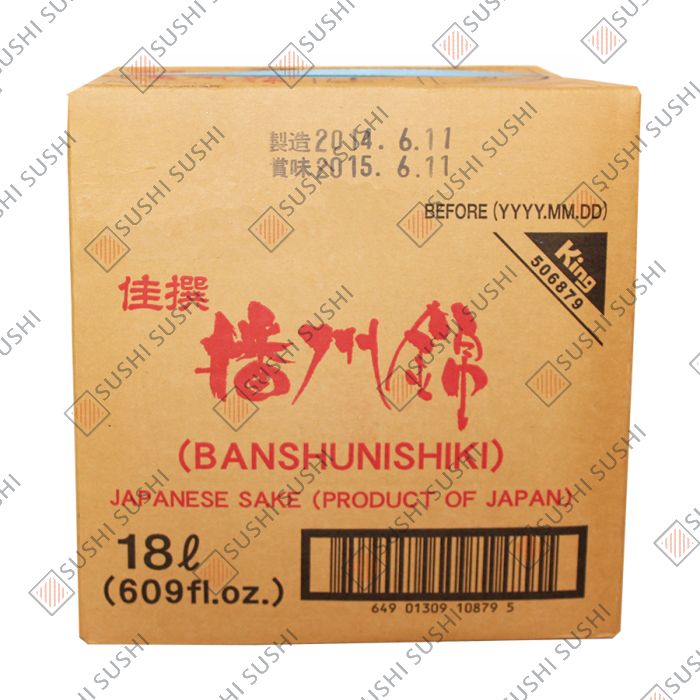 製造2014. 6.11
賞味2015. 6.11
BEFORE (YYYY.MM.DD)
King
506879
佳撰
播州錦
(BANSHUNISHIKI)
JAPANESE SAKE (PRODUCT OF JAPAN)
18ℓ
(609fl.oz.)
649 01309 10879 5
SUSHI SUSHI